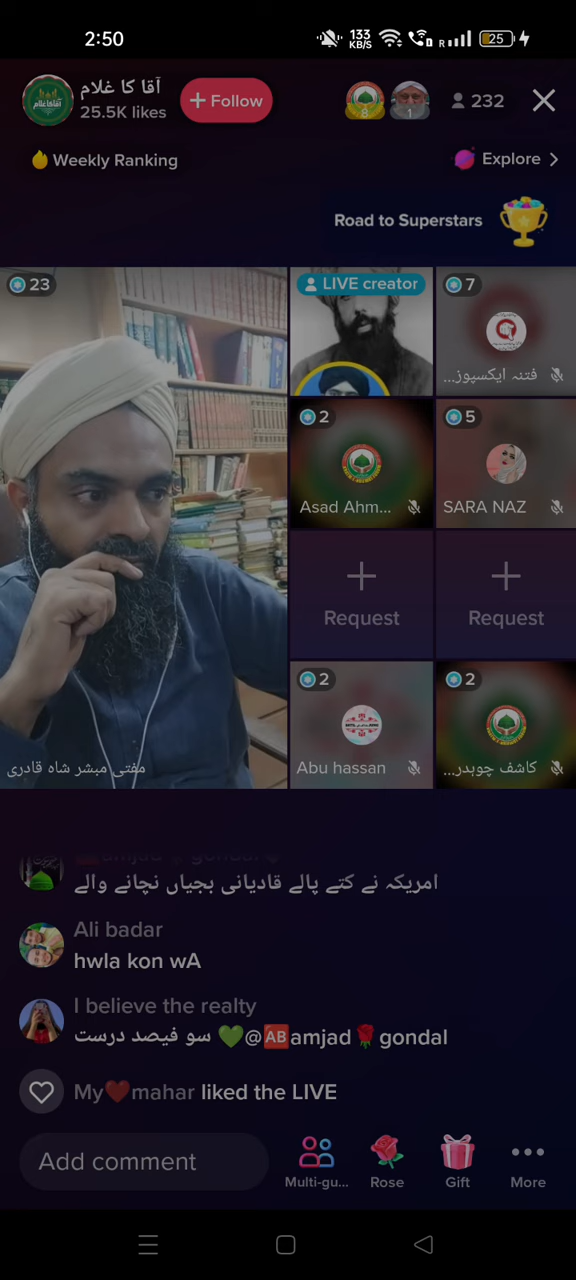 2:50
133
KB/S
R
25
آقا کا غلام
25.5K likes
+ Follow
8
1
232
Weekly Ranking
Explore >
Road to Superstars
23
LIVE creator
7
فتنہ ایکسپوز...
2
Asad Ahm...
5
SARA NAZ
Request
Request
مفتی مبشر شاہ قادری
2
Abu hassan
2
کاشف چوہدر...
امریکہ نے کتے پالے قادیانی بجیاں نچانے والے
Ali badar
hwla kon wA
I believe the realty
سو فیصد درست 💚@🆎amjad🌹gondal
My❤️mahar liked the LIVE
Add comment
Multi-gu...
Rose
Gift
More